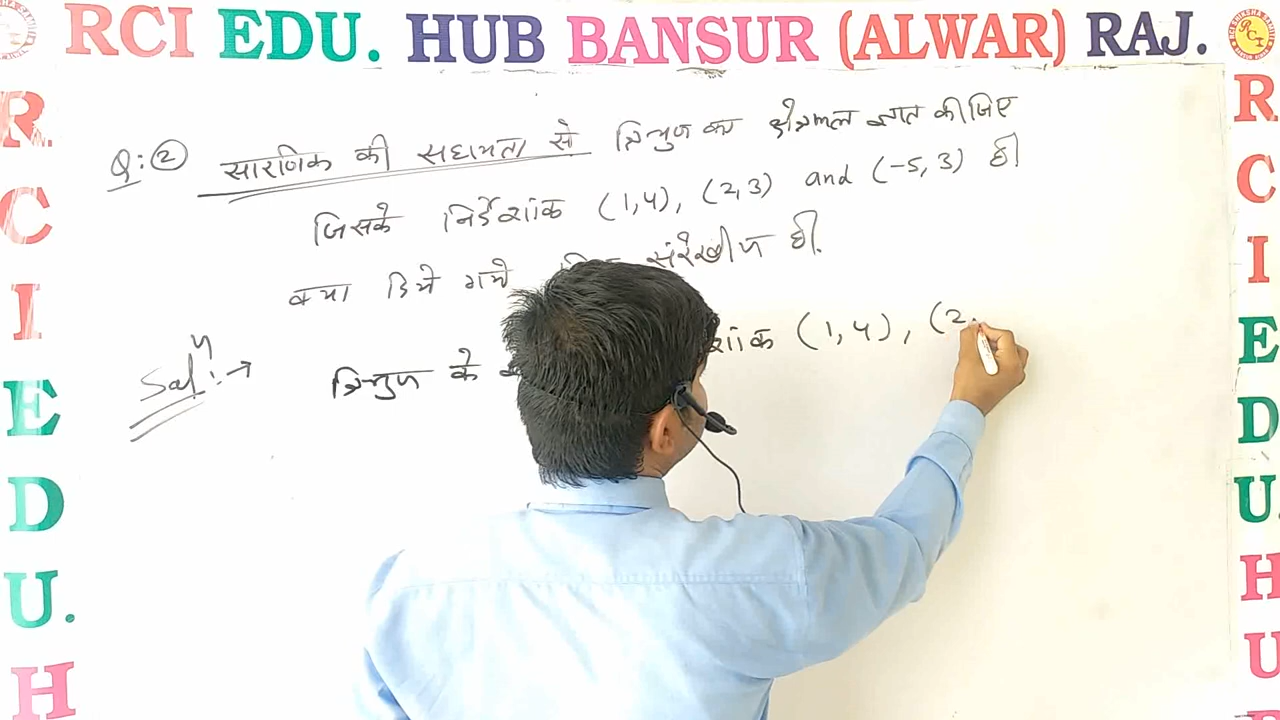 RCI EDU. HUB BANSUR (ALWAR) RAJ.
Q:② सारणिक की सहायता से त्रिभुज का क्षेत्रफल ज्ञात कीजिए
जिसके निर्देशांक (1,4), (2,3) and (-5,3) है।
क्या दिये गये संरेखीज है।
Sol^n:→ त्रिभुज के (1,4), (2,
R
C
I
E
D
U.
H
R
C
I
E
D
U.
H
U